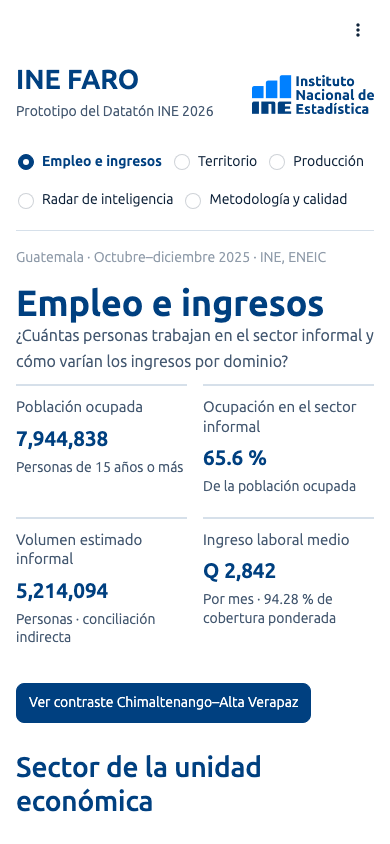 INE FARO
Prototipo del Datatón INE 2026
INE
Instituto
Nacional de
Estadística
Empleo e ingresos
Territorio
Producción
Radar de inteligencia
Metodología y calidad
Guatemala · Octubre–diciembre 2025 · INE, ENEIC
Empleo e ingresos
¿Cuántas personas trabajan en el sector informal y
cómo varían los ingresos por dominio?
Población ocupada
7,944,838
Personas de 15 años o más
Ocupación en el sector
informal
65.6 %
De la población ocupada
Volumen estimado
informal
5,214,094
Personas · conciliación
indirecta
Ingreso laboral medio
Q 2,842
Por mes · 94.28 % de
cobertura ponderada
Ver contraste Chimaltenango–Alta Verapaz
Sector de la unidad
económica